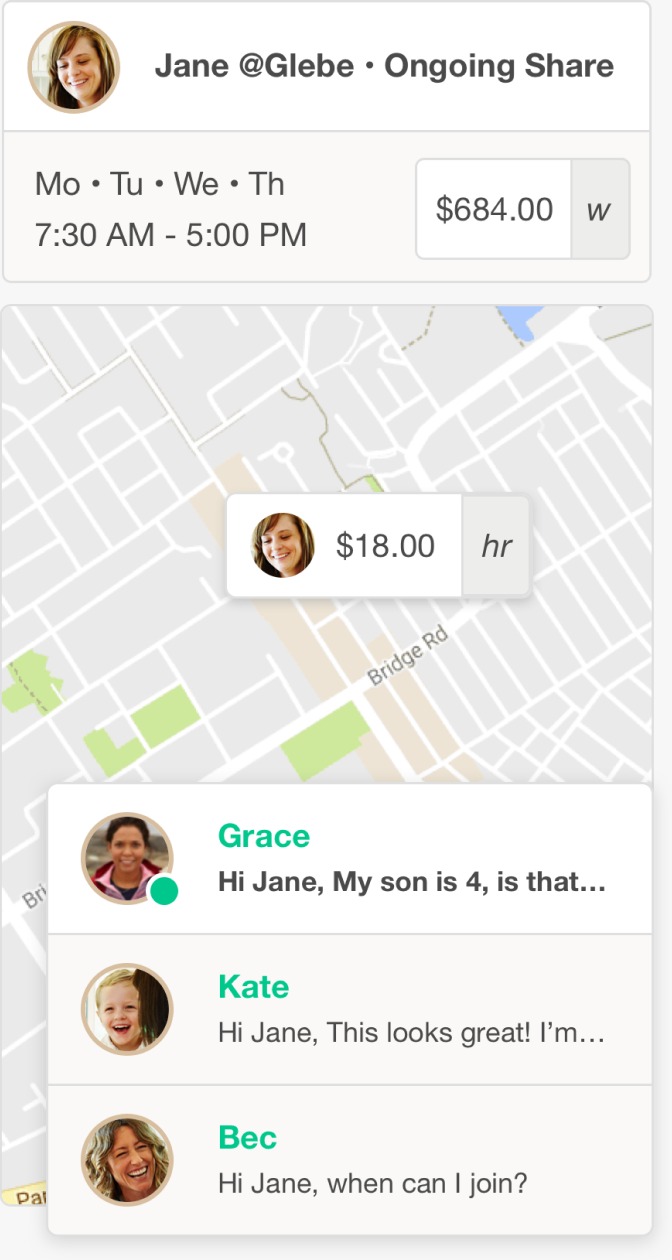 Jane @Glebe • Ongoing Share
Mo • Tu • We • Th
7:30 AM - 5:00 PM
$684.00 w
$18.00 hr
Bridge Rd
Grace
Hi Jane, My son is 4, is that...
Bri
Kate
Hi Jane, This looks great! I’m...
Bec
Hi Jane, when can I join?
Par